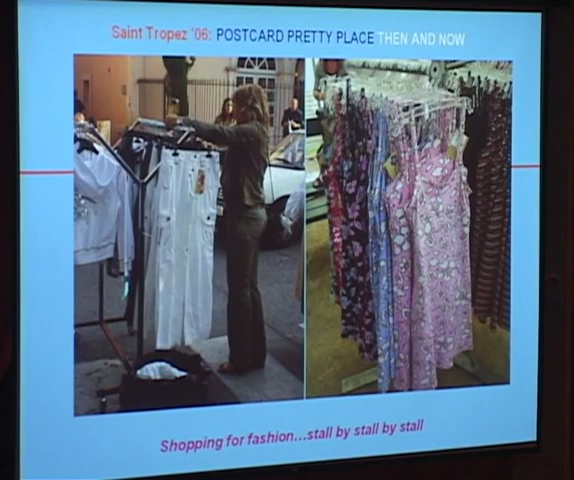 Saint Tropez '06: POSTCARD PRETTY PLACE THEN AND NOW
Shopping for fashion...stall by stall by stall